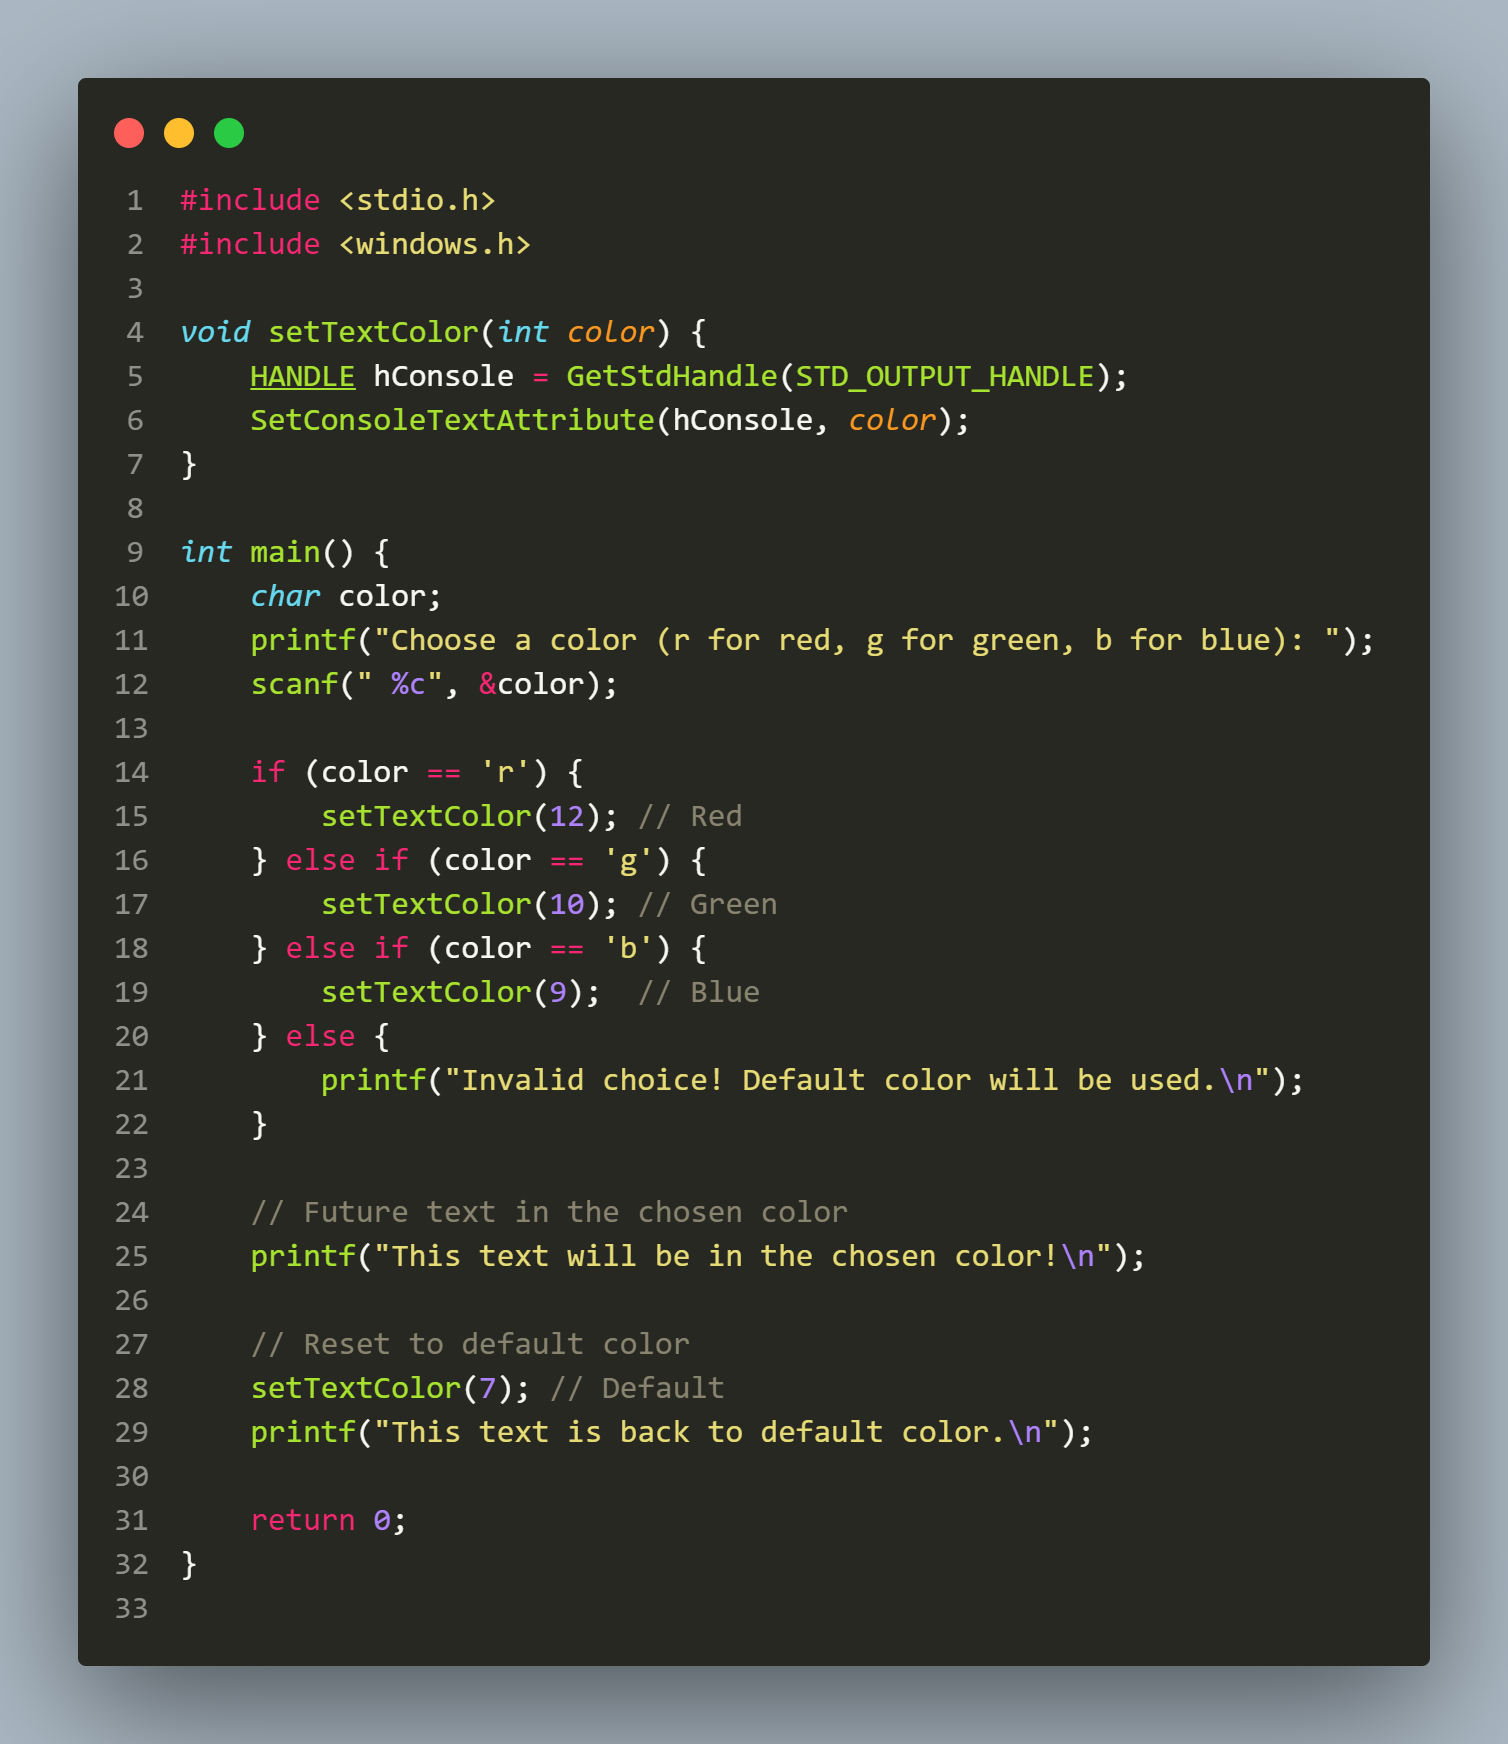 1 #include <stdio.h>
2 #include <windows.h>
3
4 void setTextColor(int color) {
5     HANDLE hConsole = GetStdHandle(STD_OUTPUT_HANDLE);
6     SetConsoleTextAttribute(hConsole, color);
7 }
8
9 int main() {
10     char color;
11     printf("Choose a color (r for red, g for green, b for blue): ");
12     scanf(" %c", &color);
13
14     if (color == 'r') {
15         setTextColor(12); // Red
16     } else if (color == 'g') {
17         setTextColor(10); // Green
18     } else if (color == 'b') {
19         setTextColor(9);  // Blue
20     } else {
21         printf("Invalid choice! Default color will be used.\n");
22     }
23
24     // Future text in the chosen color
25     printf("This text will be in the chosen color!\n");
26
27     // Reset to default color
28     setTextColor(7); // Default
29     printf("This text is back to default color.\n");
30
31     return 0;
32 }
33